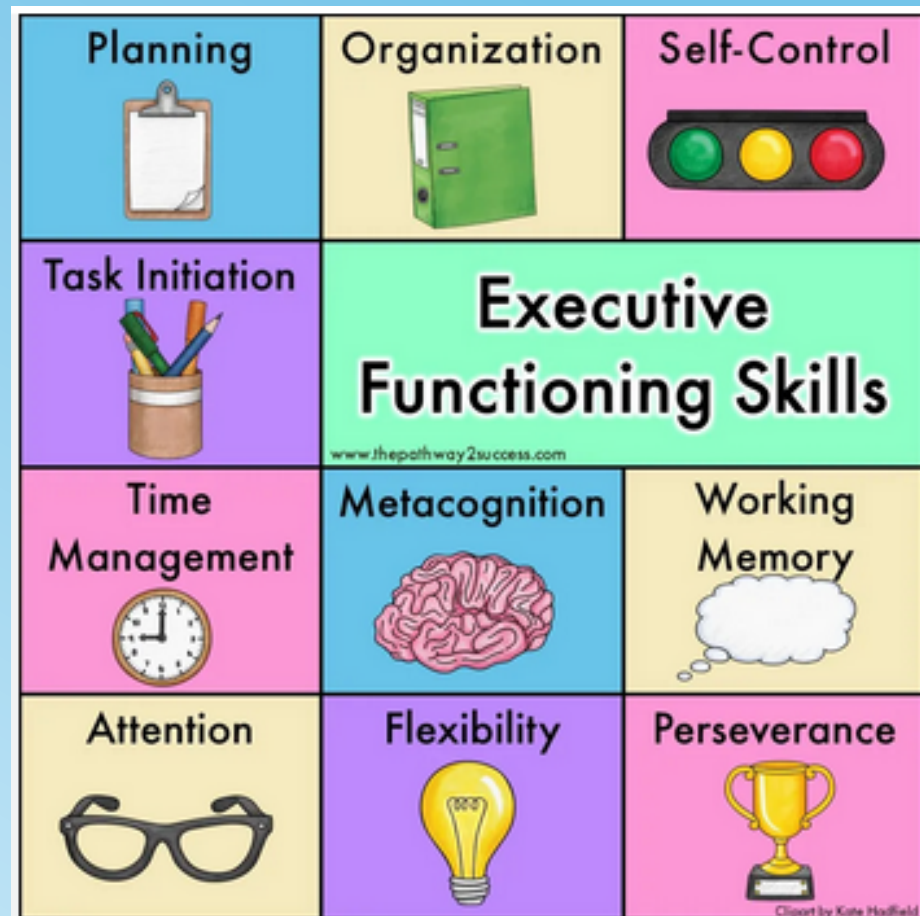 Planning
Organization
Self-Control
Task Initiation
Executive
Functioning Skills
www.thepathway2success.com
Time
Management
Metacognition
Working
Memory
Attention
Flexibility
Perseverance
Clipart by Kate Hadfield